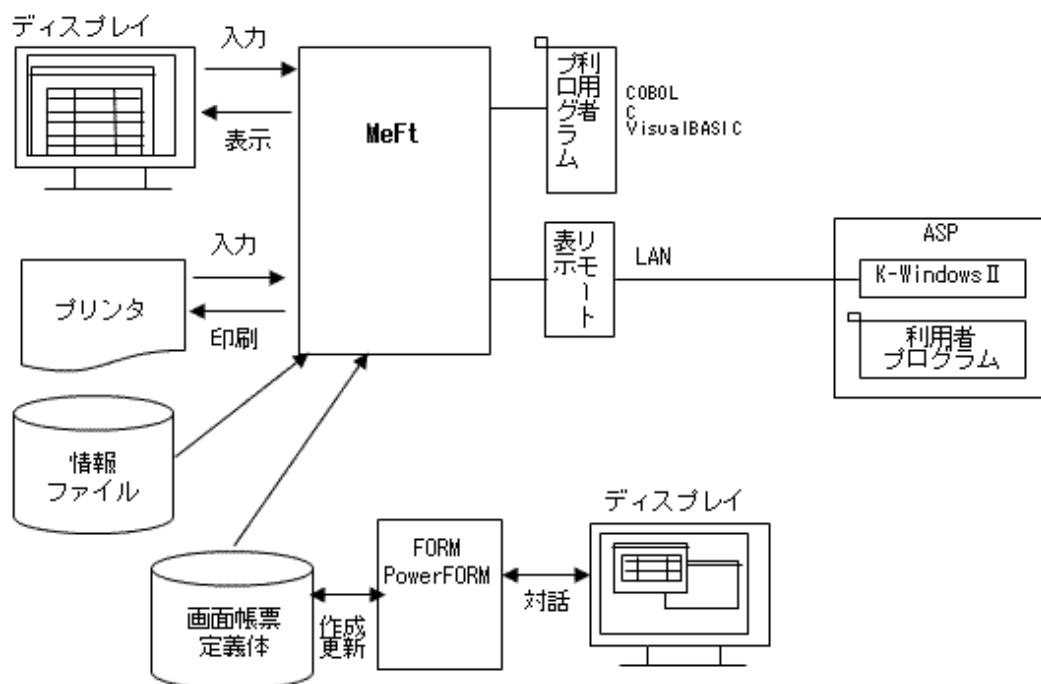 ディスプレイ
入力
表示
MeFt
利用者
プログラム
COBOL
C
VisualBASIC
入力
プリンタ
印刷
リモート
表示
LAN
ASP
K-WindowsⅡ
利用者
プログラム
情報
ファイル
画面帳票
定義体
作成
更新
FORM
PowerFORM
対話
ディスプレイ